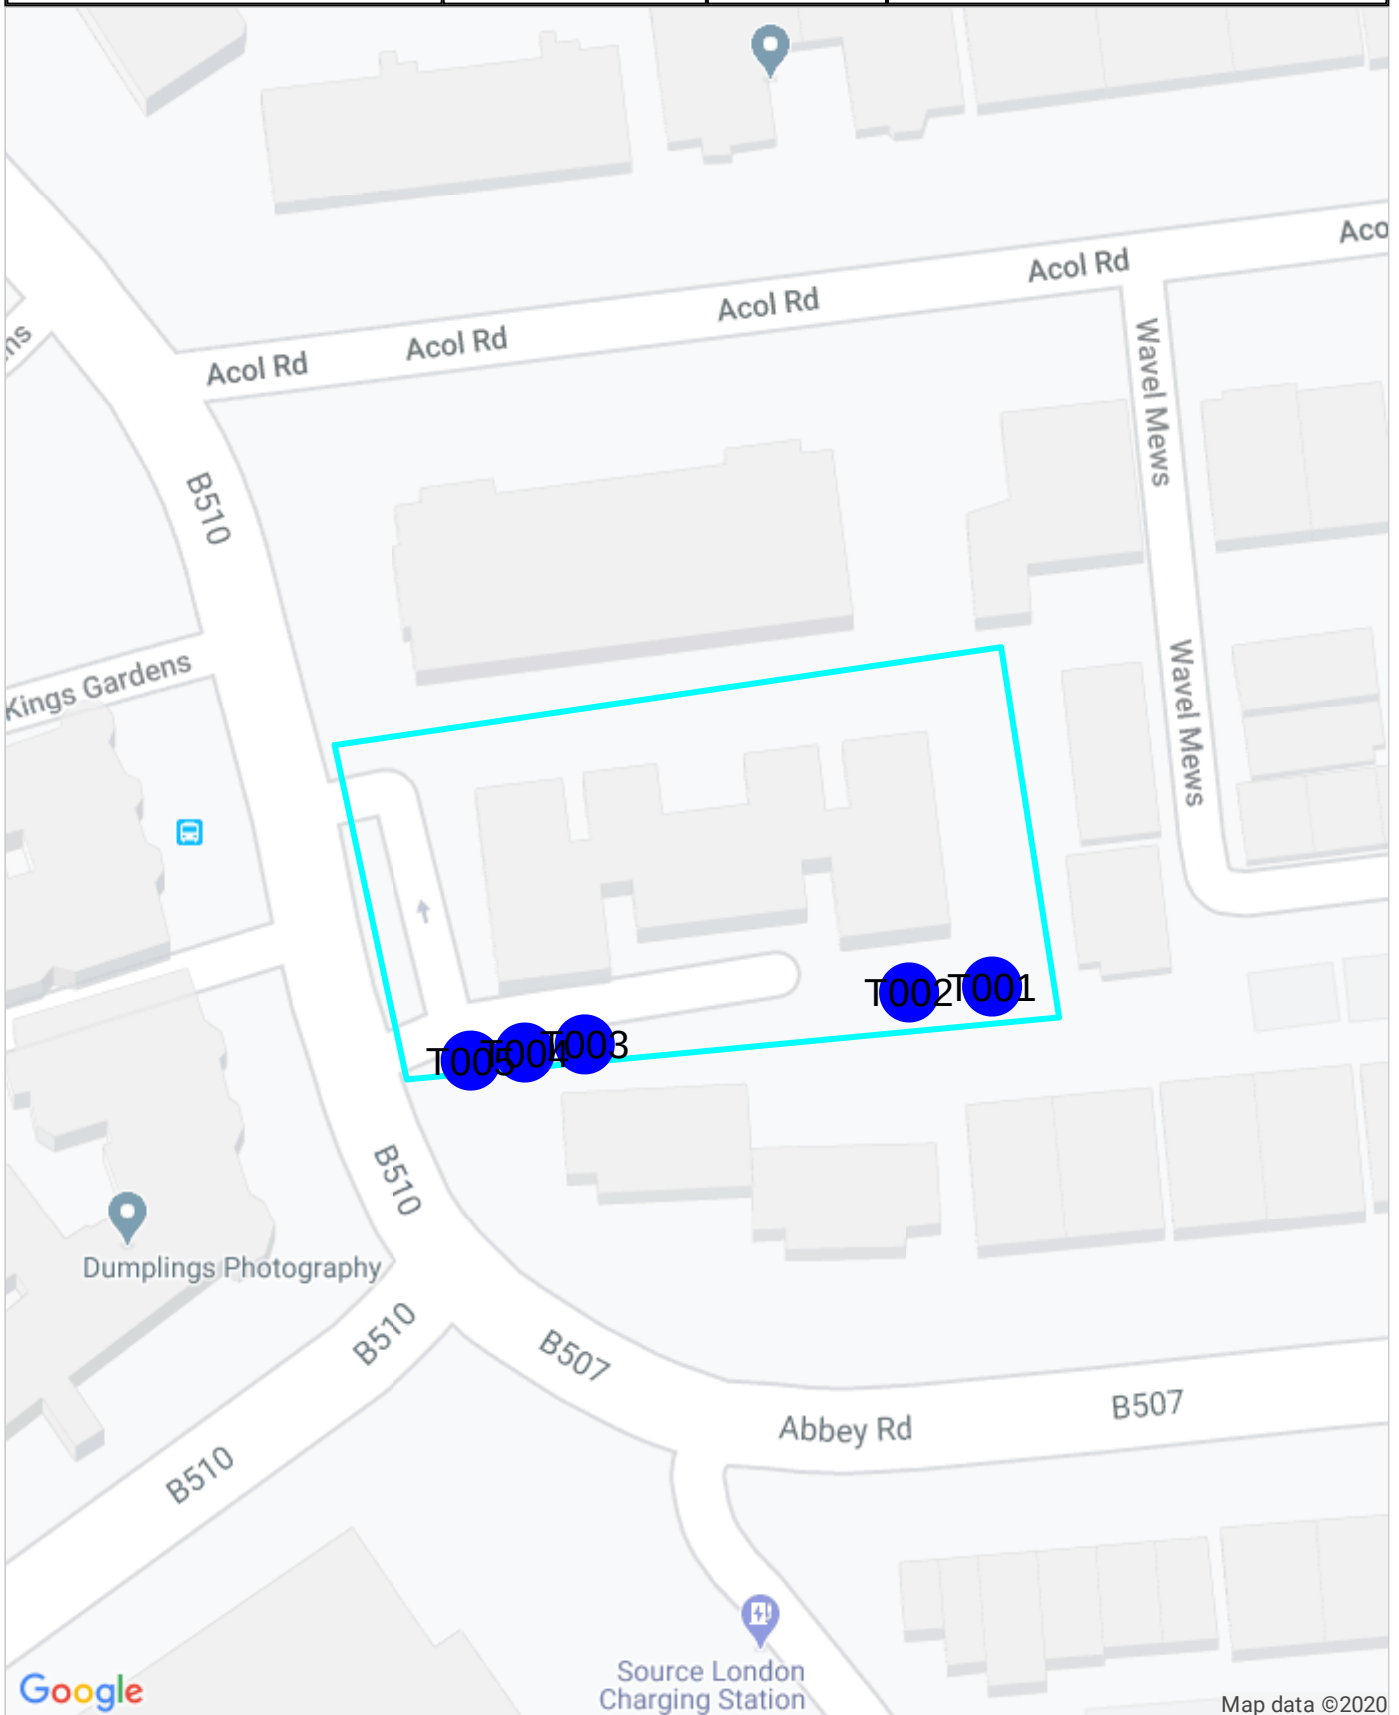 Aco
Acol Rd
Acol Rd
Acol Rd
Acol Rd
ns
Wavel Mews
B510
Kings Gardens
Wavel Mews
T002
T001
T005
T004
T003
B510
Dumplings Photography
B510
B507
B507
Abbey Rd
B510
Source London
Charging Station
Google
Map data ©2020